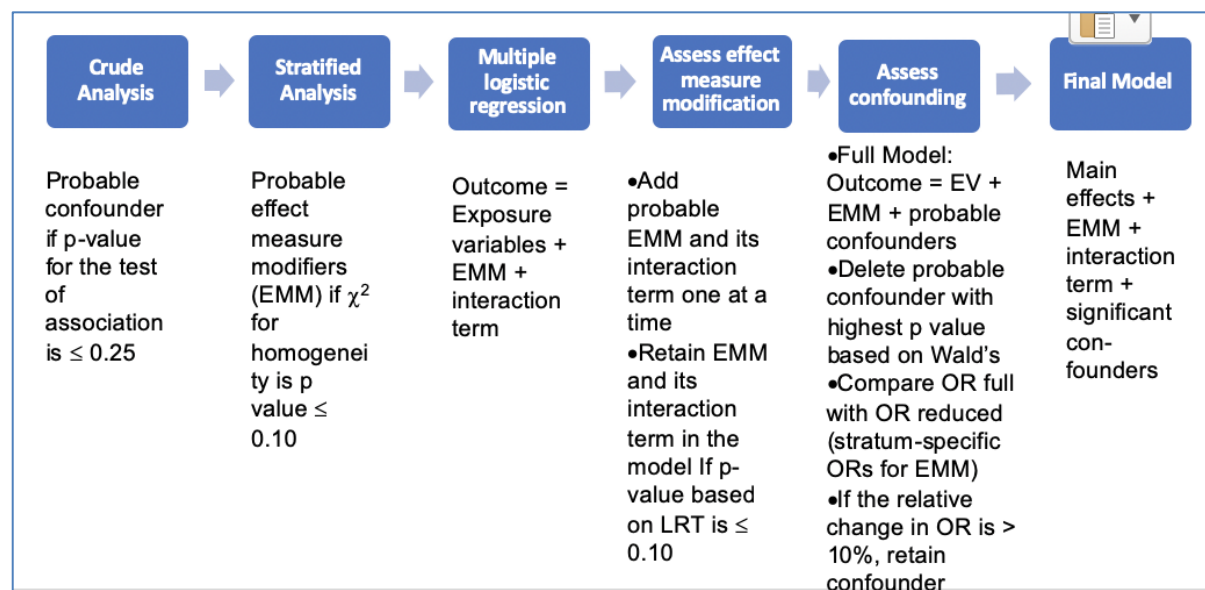 Crude
Analysis
Stratified
Analysis
Multiple
logistic
regression
Assess effect
measure
modification
Assess
confounding
Final Model
Probable
confounder
if p-value
for the test
of
association
is ≤ 0.25
Probable
effect
measure
modifiers
(EMM) if χ²
for
homogenei
ty is p
value ≤
0.10
Outcome =
Exposure
variables +
EMM +
interaction
term
•Add
probable
EMM and its
interaction
term one at a
time
•Retain EMM
and its
interaction
term in the
model If p-
value based
on LRT is ≤
0.10
•Full Model:
Outcome = EV +
EMM + probable
confounders
•Delete probable
confounder with
highest p value
based on Wald's
•Compare OR full
with OR reduced
(stratum-specific
ORs for EMM)
•If the relative
change in OR is >
10%, retain
confounder
Main
effects +
EMM +
interaction
term +
significant
con-
founders